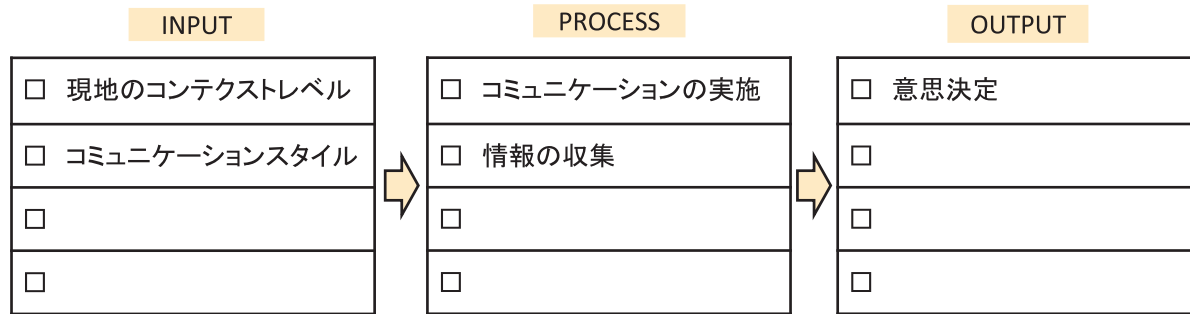 INPUT
PROCESS
OUTPUT
□ 現地のコンテクストレベル
□ コミュニケーションスタイル
□
□
□ コミュニケーションの実施
□ 情報の収集
□
□
□ 意思決定
□
□
□